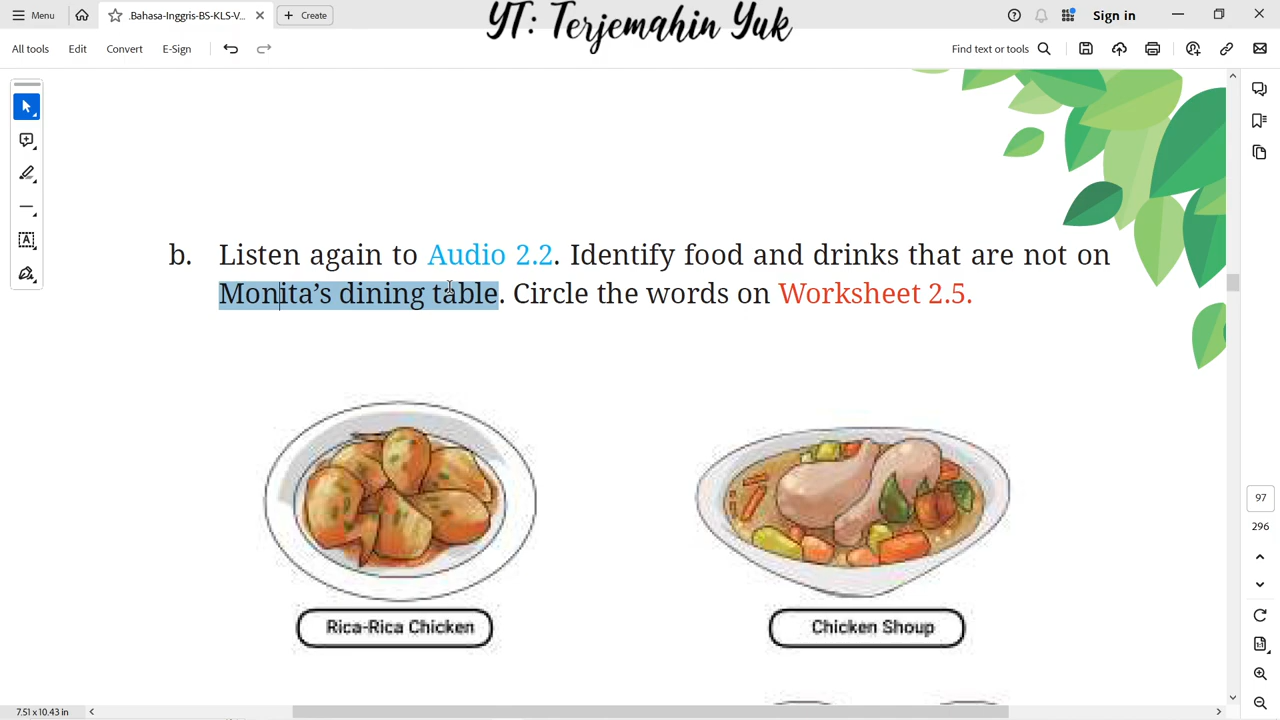 Menu
.Bahasa-Inggris-BS-KLS-V...
Create
YT: Terjemahin Yuk
Sign in
All tools
Edit
Convert
E-Sign
Find text or tools
b. Listen again to Audio 2.2. Identify food and drinks that are not on
Monita’s dining table. Circle the words on Worksheet 2.5.
Rica-Rica Chicken
Chicken Shoup
97
296
7.51 x 10.43 in